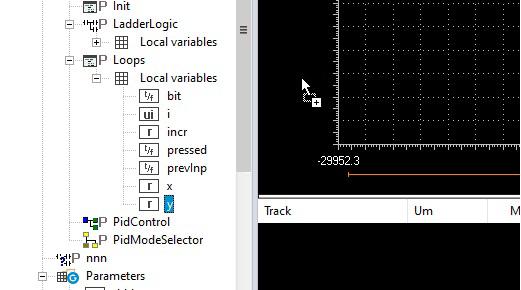 P Init
P LadderLogic
Local variables
P Loops
Local variables
t/f bit
ui i
r incr
t/f pressed
t/f prevInp
r x
r y
P PidControl
P PidModeSelector
P nnn
G Parameters
-29952.3
Track Um M